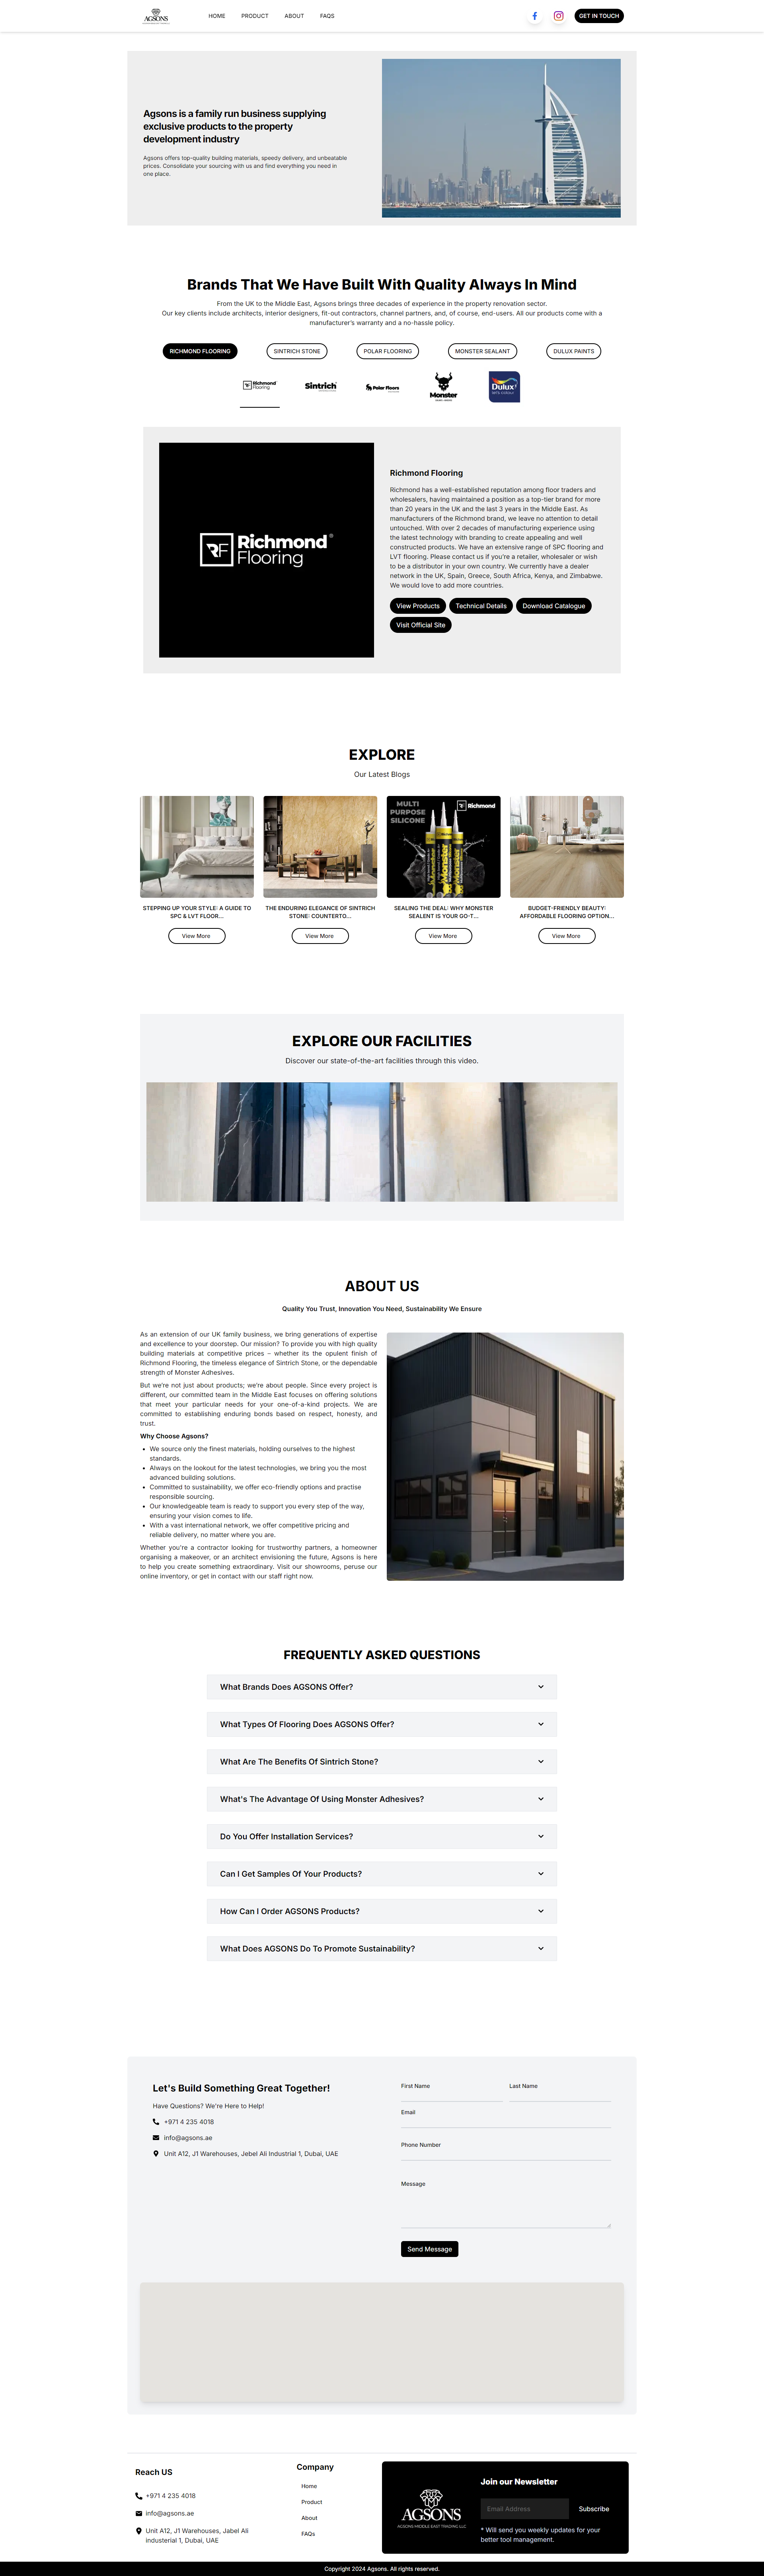 AGSONS
HOME
PRODUCT
ABOUT
FAQS
GET IN TOUCH
Agsons is a family run business supplying
exclusive products to the property
development industry
Agsons offers top-quality building materials, speedy delivery, and unbeatable
prices. Consolidate your sourcing with us and find everything you need in
one place.
Brands That We Have Built With Quality Always In Mind
From the UK to the Middle East, Agsons brings three decades of experience in the property renovation sector.
Our key clients include architects, interior designers, fit-out contractors, channel partners, and, of course, end-users. All our products come with a
manufacturer's warranty and a no-hassle policy.
RICHMOND FLOORING
SINTRICH STONE
POLAR FLOORING
MONSTER SEALANT
DULUX PAINTS
Richmond
Flooring
Sintrich
Polar Floors
Monster
Dulux
Richmond®
Flooring
Richmond Flooring
Richmond has a well-established reputation among floor traders and
wholesalers, having maintained a position as a top-tier brand for more
than 20 years in the UK and the last 3 years in the Middle East. As
manufacturers of the Richmond brand, we leave no attention to detail
untouched. With over 2 decades of manufacturing experience using
the latest technology with branding to create appealing and well
constructed products. We have an extensive range of SPC flooring and
LVT flooring. Please contact us if you're a retailer, wholesaler or wish
to be a distributor in your own country. We currently have a dealer
network in the UK, Spain, Greece, South Africa, Kenya, and Zimbabwe.
We would love to add more countries.
View Products
Technical Details
Download Catalogue
Visit Official Site
EXPLORE
Our Latest Blogs
MULTI
PURPOSE
SILICONE
Richmond
Monster
STEPPING UP YOUR STYLE: A GUIDE TO
SPC & LVT FLOOR...
THE ENDURING ELEGANCE OF SINTRICH
STONE: COUNTERTO...
SEALING THE DEAL: WHY MONSTER
SEALENT IS YOUR GO-T...
BUDGET-FRIENDLY BEAUTY:
AFFORDABLE FLOORING OPTION...
View More
View More
View More
View More
EXPLORE OUR FACILITIES
Discover our state-of-the-art facilities through this video.
ABOUT US
Quality You Trust, Innovation You Need, Sustainability We Ensure
As an extension of our UK family business, we bring generations of expertise
and excellence to your doorstep. Our mission? To provide you with high quality
building materials at competitive prices – whether its the opulent finish of
Richmond Flooring, the timeless elegance of Sintrich Stone, or the dependable
strength of Monster Adhesives.
But we're not just about products; we're about people. Since every project is
different, our committed team in the Middle East focuses on offering solutions
that meet your particular needs for your one-of-a-kind projects. We are
committed to establishing enduring bonds based on respect, honesty, and
trust.
Why Choose Agsons?
• We source only the finest materials, holding ourselves to the highest
standards.
• Always on the lookout for the latest technologies, we bring you the most
advanced building solutions.
• Committed to sustainability, we offer eco-friendly options and practise
responsible sourcing.
• Our knowledgeable team is ready to support you every step of the way,
ensuring your vision comes to life.
• With a vast international network, we offer competitive pricing and
reliable delivery, no matter where you are.
Whether you're a contractor looking for trustworthy partners, a homeowner
organising a makeover, or an architect envisioning the future, Agsons is here
to help you create something extraordinary. Visit our showrooms, peruse our
online inventory, or get in contact with our staff right now.
FREQUENTLY ASKED QUESTIONS
What Brands Does AGSONS Offer?
What Types Of Flooring Does AGSONS Offer?
What Are The Benefits Of Sintrich Stone?
What's The Advantage Of Using Monster Adhesives?
Do You Offer Installation Services?
Can I Get Samples Of Your Products?
How Can I Order AGSONS Products?
What Does AGSONS Do To Promote Sustainability?
Let's Build Something Great Together!
Have Questions? We're Here to Help!
+971 4 235 4018
info@agsons.ae
Unit A12, J1 Warehouses, Jebel Ali Industrial 1, Dubai, UAE
First Name
Last Name
Email
Phone Number
Message
Send Message
Reach US
+971 4 235 4018
info@agsons.ae
Unit A12, J1 Warehouses, Jabel Ali
industerial 1, Dubai, UAE
Company
Home
Product
About
FAQs
AGSONS
AGSONS MIDDLE EAST TRADING LLC
Join our Newsletter
Email Address
Subscribe
* Will send you weekly updates for your
better tool management.
Copyright 2024 Agsons. All rights reserved.